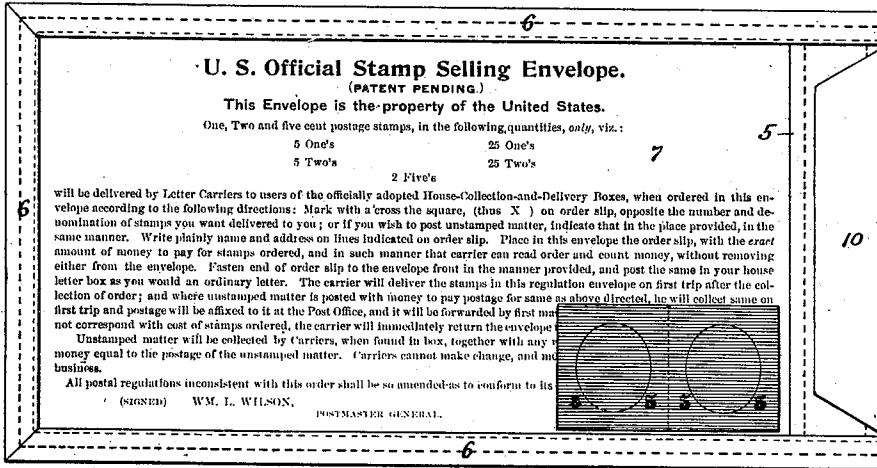 6
U. S. Official Stamp Selling Envelope.
(PATENT PENDING.)
This Envelope is the property of the United States.
One, Two and five cent postage stamps, in the following quantities, only, viz.:
5 One's 25 One's
5 Two's 25 Two's
2 Five's
5
7
will be delivered by Letter Carriers to users of the officially adopted House-Collection-and-Delivery Boxes, when ordered in this en-
velope according to the following directions: Mark with a cross the square, (thus X ) on order slip, opposite the number and de-
nomination of stamps you want delivered to you; or if you wish to post unstamped matter, indicate that in the place provided, in the
same manner. Write plainly name and address on lines indicated on order slip. Place in this envelope the order slip, with the exact
amount of money to pay for stamps ordered, and in such manner that carrier can read order and count money, without removing
either from the envelope. Fasten end of order slip to the envelope front in the manner provided, and post the same in your house
letter box as you would an ordinary letter. The carrier will deliver the stamps in this regulation envelope on first trip after the col-
lection of order; and where unstamped matter is posted with money to pay postage for same as above directed, he will collect same on
first trip and postage will be affixed to it at the Post Office, and it will be forwarded by first
not correspond with cost of stamps ordered, the carrier will immediately return the envelope
Unstamped matter will be collected by Carriers, when found in box, together with any
money equal to the postage of the unstamped matter. Carriers cannot make change, and
business.
All postal regulations inconsistent with this order shall be so amended as to conform to its
(SIGNED) WM. L. WILSON,
POSTMASTER GENERAL.
5 5 5 5
6
10
6